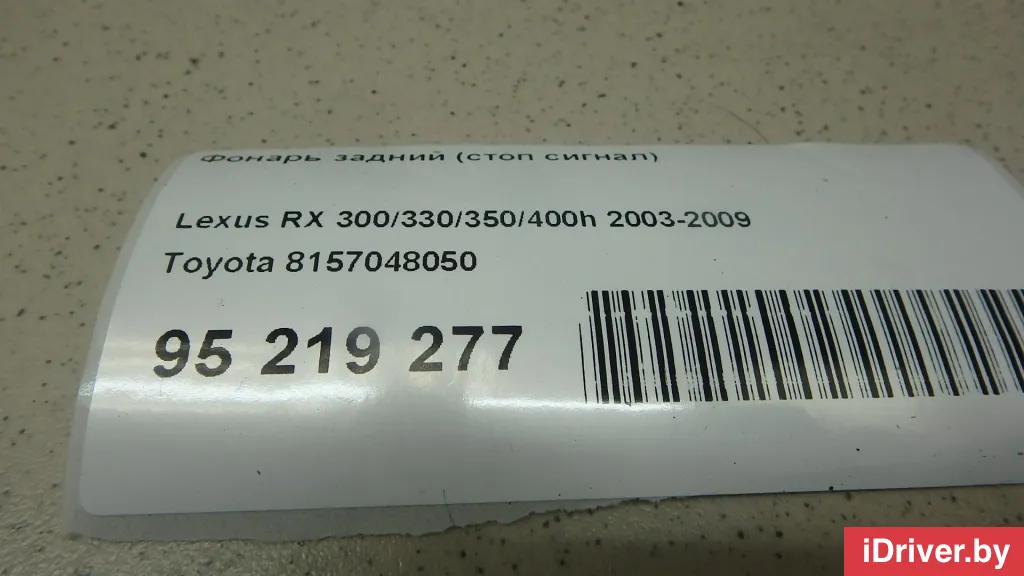 Фонарь задний (стоп сигнал)
Lexus RX 300/330/350/400h 2003-2009
Toyota 8157048050
95 219 277
iDriver.by